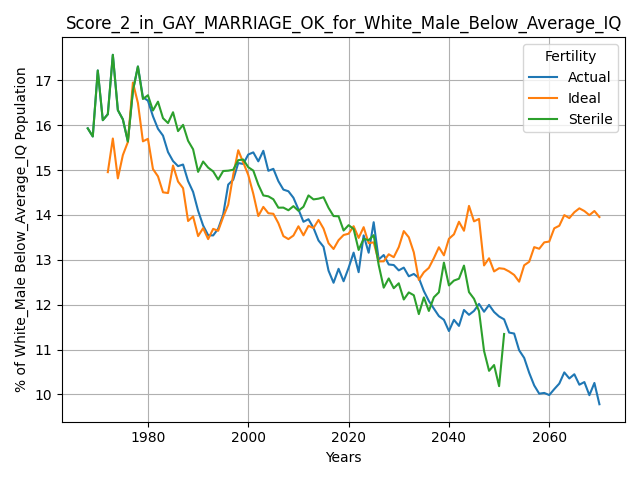 Score_2_in_GAY_MARRIAGE_OK_for_White_Male_Below_Average_IQ
Fertility
Actual
Ideal
Sterile
% of White_Male Below_Average_IQ Population
17
16
15
14
13
12
11
10
1980
2000
2020
2040
2060
Years